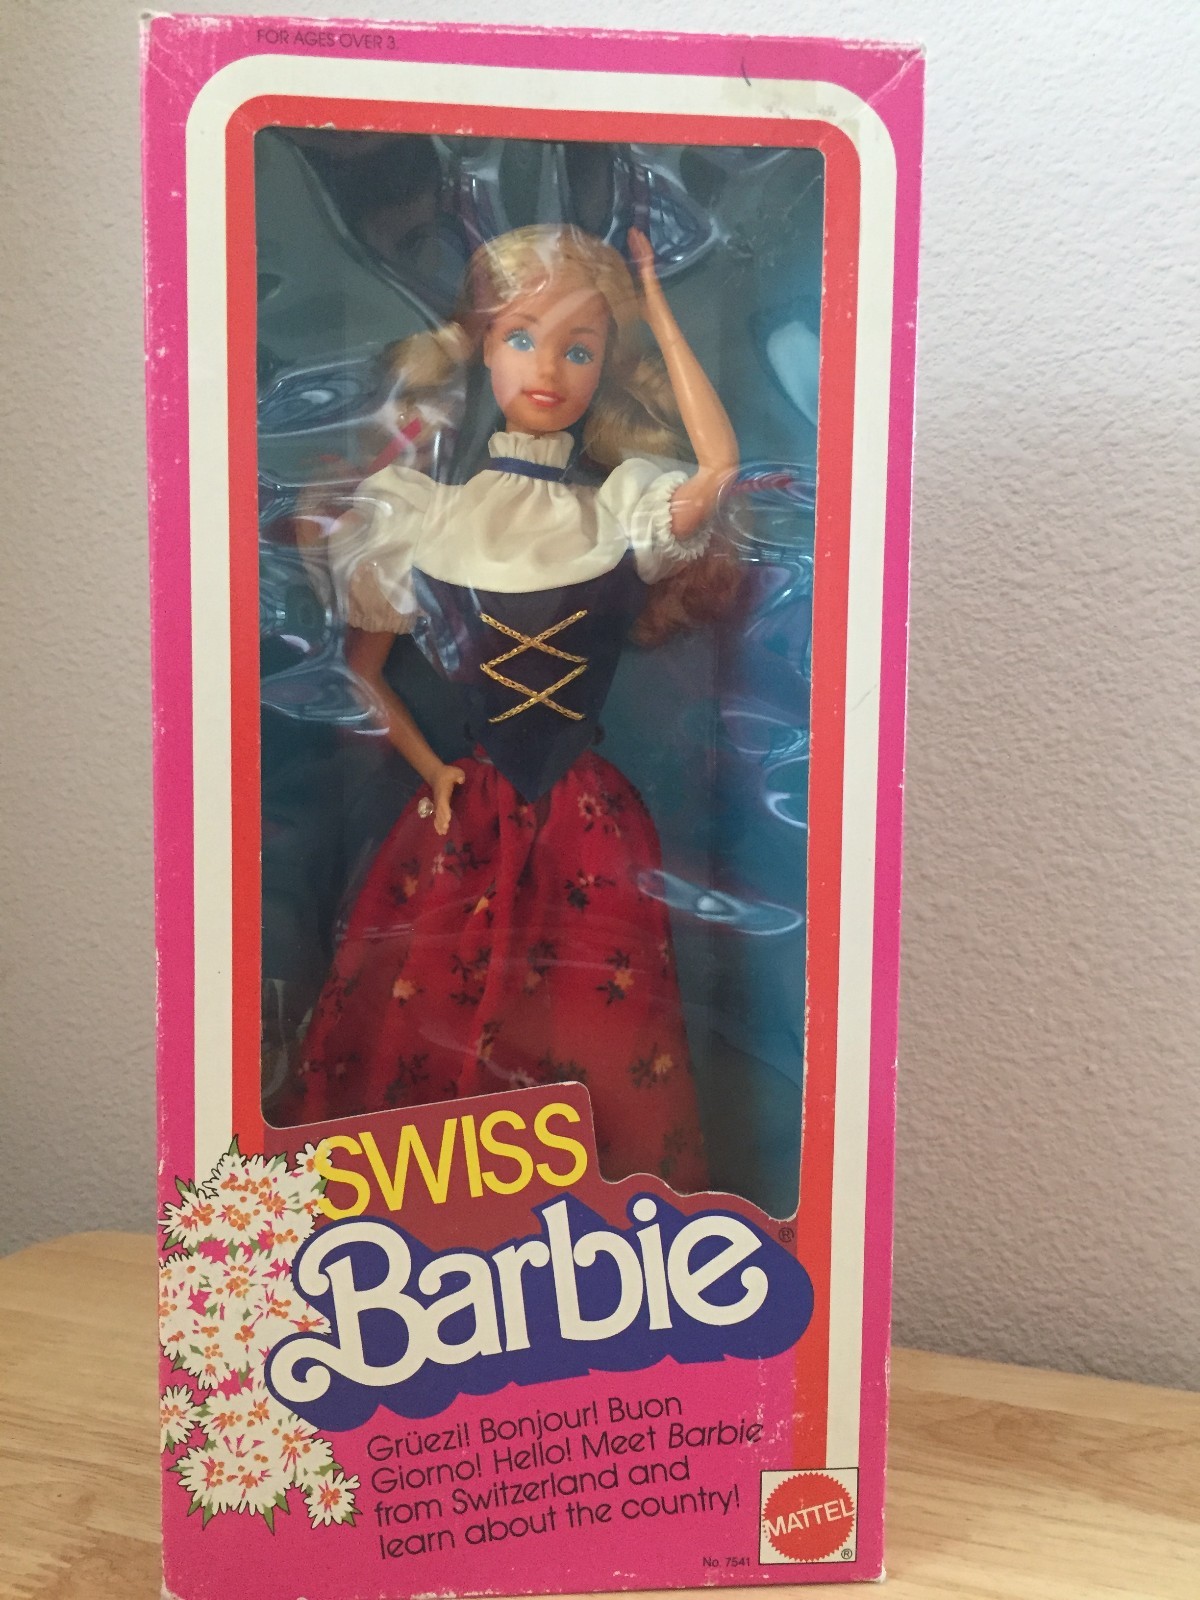 FOR AGES OVER 3.
SWISS
Barbie®
Grüezi! Bonjour! Buon
Giorno! Hello! Meet Barbie
from Switzerland and
learn about the country!
MATTEL®
No. 7541